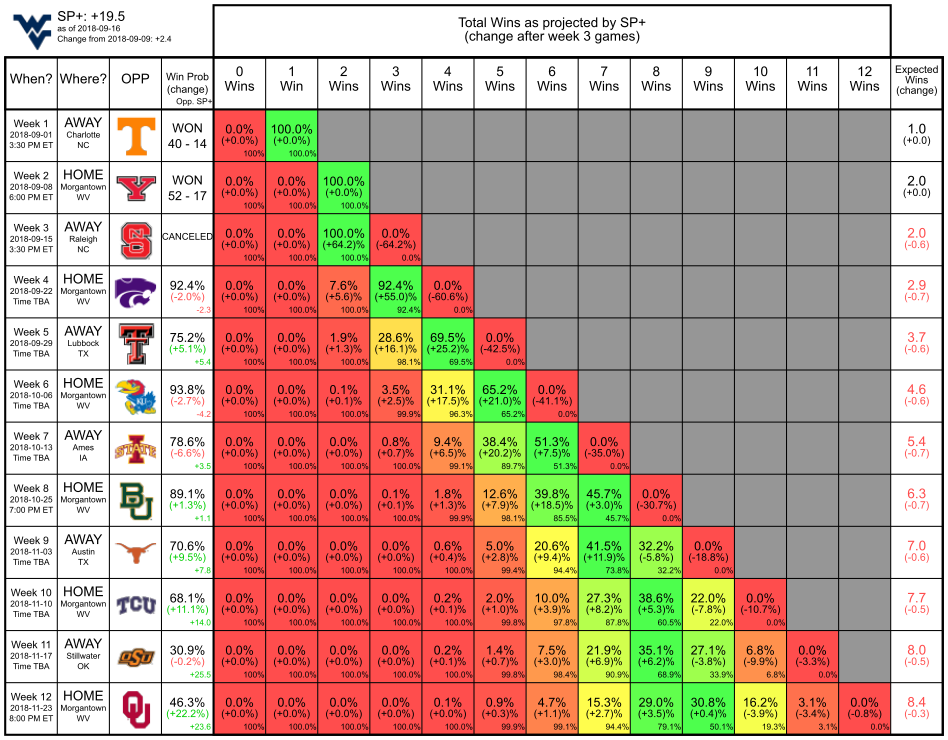 SP+: +19.5
as of 2018-09-16
Change from 2018-09-09: +2.4
Total Wins as projected by SP+
(change after week 3 games)
When? Where? OPP Win Prob (change) Opp. SP+ 0 Wins 1 Win 2 Wins 3 Wins 4 Wins 5 Wins 6 Wins 7 Wins 8 Wins 9 Wins 10 Wins 11 Wins 12 Wins Expected Wins (change)
Week 1 AWAY T WON 0.0% 100.0% 1.0
2018-09-01 Charlotte 40 - 14 (+0.0%) (+0.0%) (+0.0)
3:30 PM ET NC 100% 100.0%
Week 2 HOME Y WON 0.0% 0.0% 100.0% 2.0
2018-09-08 Morgantown 52 - 17 (+0.0%) (+0.0%) (+0.0%) (+0.0)
6:00 PM ET WV 100% 100.0% 100.0%
Week 3 AWAY NCS CANCELED 0.0% 0.0% 100.0% 0.0% 2.0
2018-09-15 Raleigh (+0.0%) (+0.0%) (+64.2%) (-64.2%) (-0.6)
3:30 PM ET NC 100% 100.0% 100.0% 0.0%
Week 4 HOME 92.4% 0.0% 0.0% 7.6% 92.4% 0.0% 2.9
2018-09-22 Morgantown (-2.0%) (+0.0%) (+0.0%) (+5.6%) (+55.0%) (-60.6%) (-0.7)
Time TBA WV -2.3 100% 100.0% 100.0% 92.4% 0.0%
Week 5 AWAY T 75.2% 0.0% 0.0% 1.9% 28.6% 69.5% 0.0% 3.7
2018-09-29 Lubbock (+5.1%) (+0.0%) (+0.0%) (+1.3%) (+16.1%) (+25.2)% (-42.5%) (-0.6)
Time TBA TX +5.4 100% 100.0% 100.0% 98.1% 69.5% 0.0%
Week 6 HOME KU 93.8% 0.0% 0.0% 0.1% 3.5% 31.1% 65.2% 0.0% 4.6
2018-10-06 Morgantown (-2.7%) (+0.0%) (+0.0%) (+0.1%) (+2.5%) (+17.5%) (+21.0%) (-41.1%) (-0.6)
Time TBA WV -4.2 100% 100.0% 100.0% 99.9% 96.3% 65.2% 0.0%
Week 7 AWAY I STATE 78.6% 0.0% 0.0% 0.0% 0.8% 9.4% 38.4% 51.3% 0.0% 5.4
2018-10-13 Ames (-6.6%) (+0.0%) (+0.0%) (+0.0%) (+0.7%) (+6.5%) (+20.2%) (+7.5%) (-35.0%) (-0.7)
Time TBA IA +3.5 100% 100.0% 100.0% 100.0% 99.1% 89.7% 51.3% 0.0%
Week 8 HOME BU 89.1% 0.0% 0.0% 0.0% 0.1% 1.8% 12.6% 39.8% 45.7% 0.0% 6.3
2018-10-25 Morgantown (+1.3%) (+0.0%) (+0.0%) (+0.0%) (+0.1%) (+1.3%) (+7.9%) (+18.5%) (+3.0%) (-30.7%) (-0.7)
7:00 PM ET WV +1.1 100% 100.0% 100.0% 100.0% 99.9% 98.1% 85.5% 45.7% 0.0%
Week 9 AWAY 70.6% 0.0% 0.0% 0.0% 0.0% 0.6% 5.0% 20.6% 41.5% 32.2% 0.0% 7.0
2018-11-03 Austin (+9.5%) (+0.0%) (+0.0%) (+0.0%) (+0.0%) (+0.4%) (+2.8%) (+9.4%) (+11.9%) (-5.8%) (-18.8%) (-0.6)
Time TBA TX +7.8 100% 100.0% 100.0% 100.0% 100.0% 99.4% 94.4% 73.8% 32.2% 0.0%
Week 10 HOME TCU 68.1% 0.0% 0.0% 0.0% 0.0% 0.2% 2.0% 10.0% 27.3% 38.6% 22.0% 0.0% 7.7
2018-11-10 Morgantown (+11.1%) (+0.0%) (+0.0%) (+0.0%) (+0.0%) (+0.1%) (+1.0%) (+3.9%) (+8.2%) (+5.3%) (-7.8%) (-10.7%) (-0.5)
Time TBA WV +14.0 100% 100.0% 100.0% 100.0% 100.0% 99.8% 97.8% 87.8% 60.5% 22.0% 0.0%
Week 11 AWAY OSU 30.9% 0.0% 0.0% 0.0% 0.0% 0.2% 1.4% 7.5% 21.9% 35.1% 27.1% 6.8% 0.0% 8.0
2018-11-17 Stillwater (-0.2%) (+0.0%) (+0.0%) (+0.0%) (+0.0%) (+0.1%) (+0.7%) (+3.0%) (+6.9%) (+6.2%) (-3.8%) (-9.9%) (-3.3%) (-0.5)
Time TBA OK +25.5 100% 100.0% 100.0% 100.0% 100.0% 99.8% 98.4% 90.9% 68.9% 33.9% 6.8% 0.0%
Week 12 HOME OU 46.3% 0.0% 0.0% 0.0% 0.0% 0.1% 0.9% 4.7% 15.3% 29.0% 30.8% 16.2% 3.1% 0.0% 8.4
2018-11-23 Morgantown (+22.2%) (+0.0%) (+0.0%) (+0.0%) (+0.0%) (+0.0%) (+0.3%) (+1.1%) (+2.7%) (+3.5%) (+0.4%) (-3.9%) (-3.4%) (-0.8%) (-0.3)
8:00 PM ET WV +23.6 100% 100.0% 100.0% 100.0% 100.0% 99.9% 99.1% 94.4% 79.1% 50.1% 19.3% 3.1% 0.0%